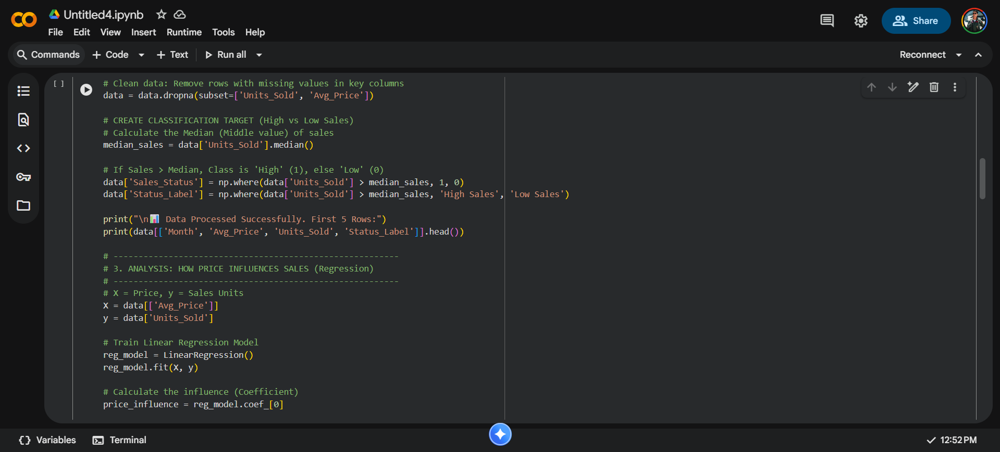 Untitled4.ipynb
File Edit View Insert Runtime Tools Help
Share
Commands + Code + Text Run all
Reconnect
[ ]
# Clean data: Remove rows with missing values in key columns
data = data.dropna(subset=['Units_Sold', 'Avg_Price'])
# CREATE CLASSIFICATION TARGET (High vs Low Sales)
# Calculate the Median (Middle value) of sales
median_sales = data['Units_Sold'].median()
# If Sales > Median, Class is 'High' (1), else 'Low' (0)
data['Sales_Status'] = np.where(data['Units_Sold'] > median_sales, 1, 0)
data['Status_Label'] = np.where(data['Units_Sold'] > median_sales, 'High Sales', 'Low Sales')
print("\n📊 Data Processed Successfully. First 5 Rows:")
print(data[['Month', 'Avg_Price', 'Units_Sold', 'Status_Label']].head())
# ---------------------------------------------------------
# 3. ANALYSIS: HOW PRICE INFLUENCES SALES (Regression)
# ---------------------------------------------------------
# X = Price, y = Sales Units
X = data[['Avg_Price']]
y = data['Units_Sold']
# Train Linear Regression Model
reg_model = LinearRegression()
reg_model.fit(X, y)
# Calculate the influence (Coefficient)
price_influence = reg_model.coef_[0]
Variables Terminal
12:52 PM